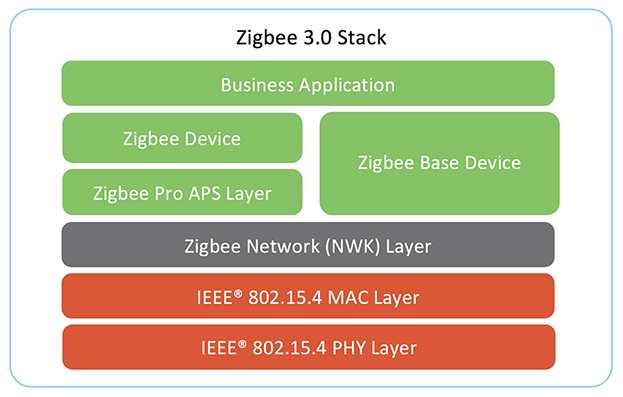 Zigbee 3.0 Stack
Business Application
Zigbee Device
Zigbee Base Device
Zigbee Pro APS Layer
Zigbee Network (NWK) Layer
IEEE® 802.15.4 MAC Layer
IEEE® 802.15.4 PHY Layer